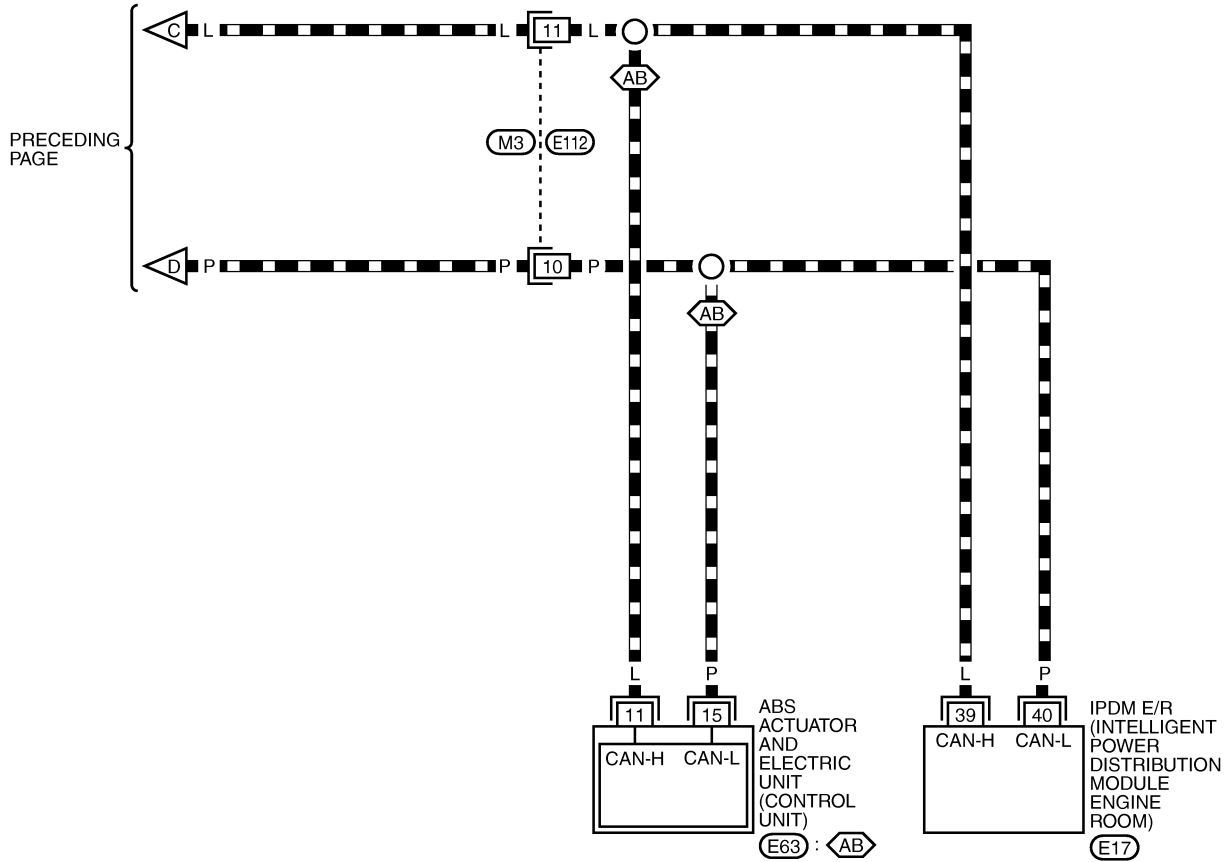 C L L 11 L
AB
PRECEDING
PAGE
M3 E112
D P P 10 P
AB
L P L P
11 15 39 40
CAN-H CAN-L CAN-H CAN-L
ABS
ACTUATOR
AND
ELECTRIC
UNIT
(CONTROL
UNIT)
E63 : AB
IPDM E/R
(INTELLIGENT
POWER
DISTRIBUTION
MODULE
ENGINE
ROOM)
E17